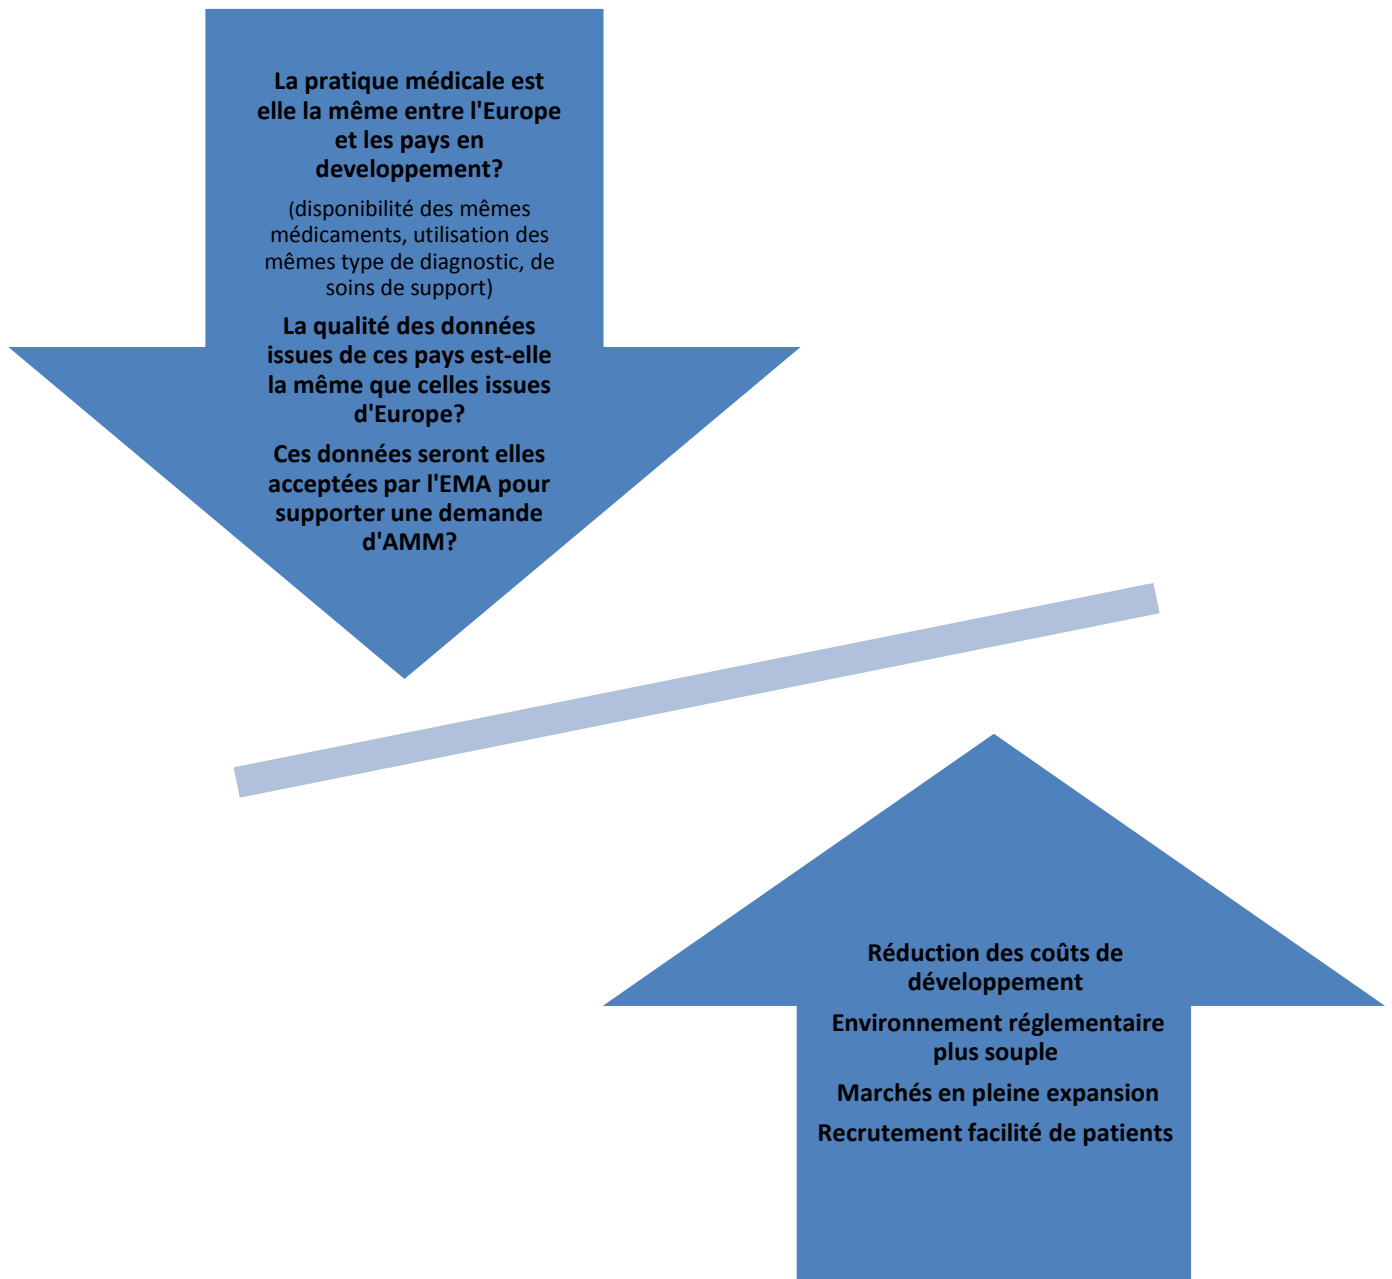 La pratique médicale est
elle la même entre l'Europe
et les pays en
developpement?
(disponibilité des mêmes
médicaments, utilisation des
mêmes type de diagnostic, de
soins de support)
La qualité des données
issues de ces pays est-elle
la même que celles issues
d'Europe?
Ces données seront elles
acceptées par l'EMA pour
supporter une demande
d'AMM?
Réduction des coûts de
développement
Environnement réglementaire
plus souple
Marchés en pleine expansion
Recrutement facilité de patients